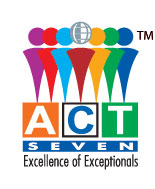 TM
ACT
SEVEN
Excellence of Exceptionals